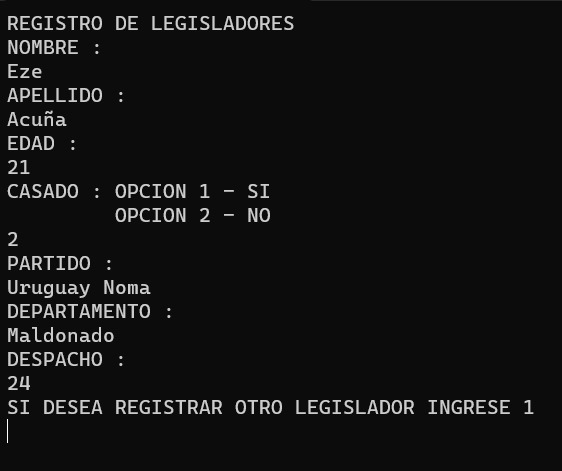 REGISTRO DE LEGISLADORES
NOMBRE :
Eze
APELLIDO :
Acuña
EDAD :
21
CASADO : OPCION 1 - SI
OPCION 2 - NO
2
PARTIDO :
Uruguay Noma
DEPARTAMENTO :
Maldonado
DESPACHO :
24
SI DESEA REGISTRAR OTRO LEGISLADOR INGRESE 1